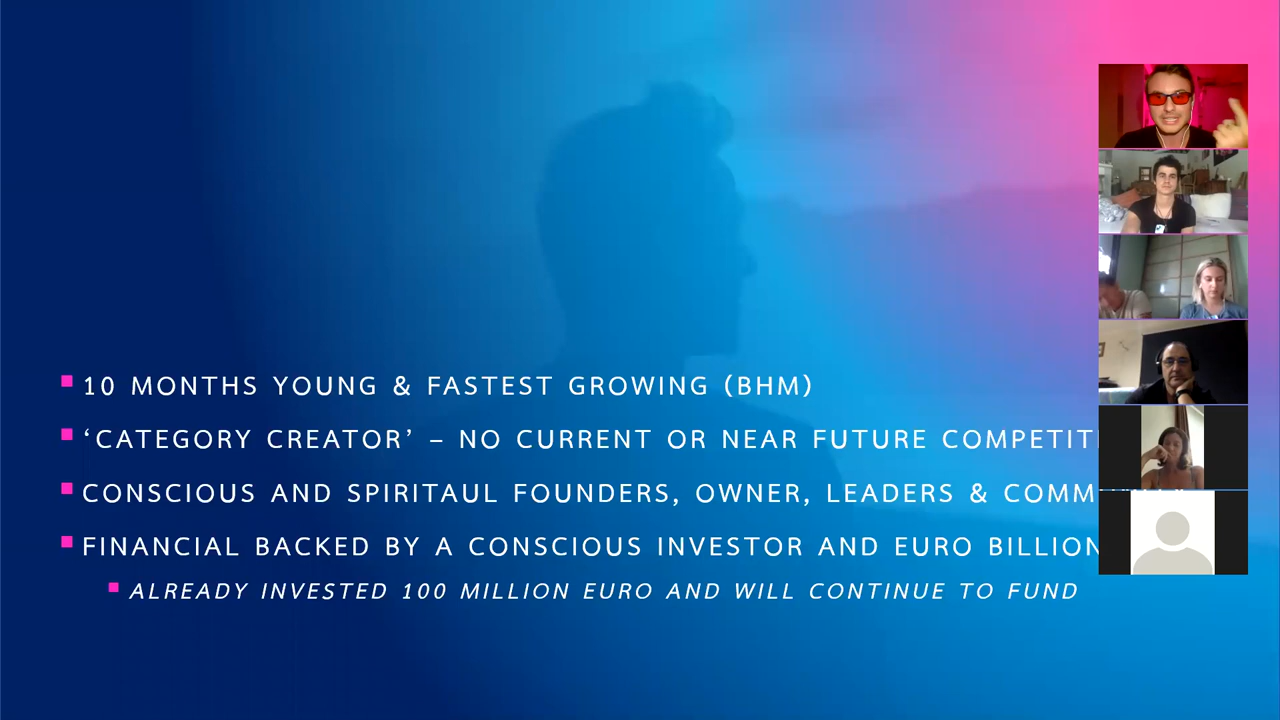 10 MONTHS YOUNG & FASTEST GROWING (BHM)
‘CATEGORY CREATOR’ – NO CURRENT OR NEAR FUTURE
CONSCIOUS AND SPIRITAUL FOUNDERS, OWNER, LEADERS &
FINANCIAL BACKED BY A CONSCIOUS INVESTOR AND EURO
ALREADY INVESTED 100 MILLION EURO AND WILL CONTINUE TO FUND